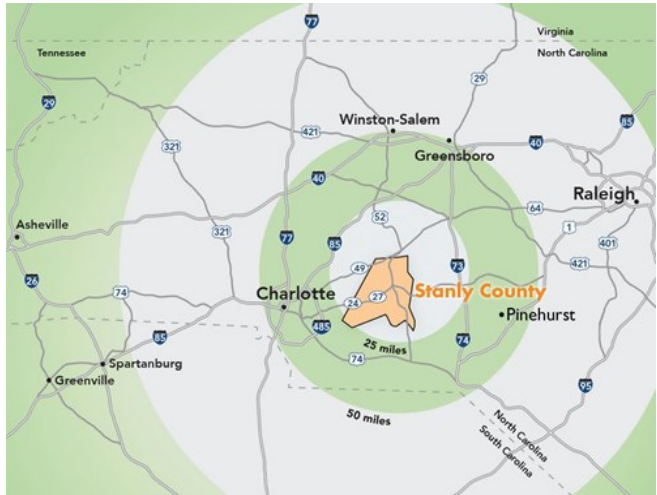 77
Virginia
North Carolina
Tennessee
29
29
85
Winston-Salem
321
421
Greensboro
40
40
Raleigh
64
52
1
Asheville
321
77
85
401
421
49
73
26
74
Charlotte
24
27
Stanly County
Pinehurst
485
85
25 miles
74
74
Spartanburg
Greenville
95
50 miles
North Carolina
South Carolina